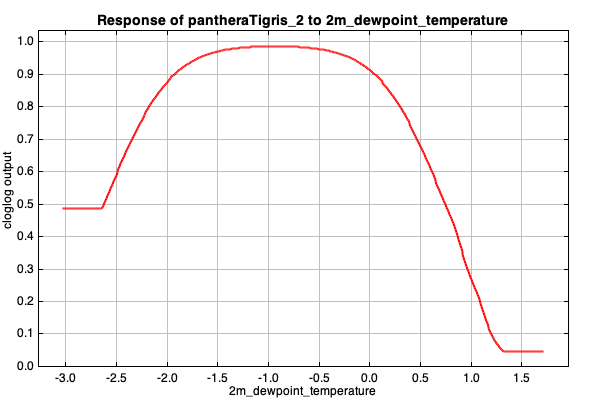 Response of pantheraTigris_2 to 2m_dewpoint_temperature
1.0
0.9
0.8
0.7
0.6
0.5
0.4
0.3
0.2
0.1
0.0
cloglog output
-3.0 -2.5 -2.0 -1.5 -1.0 -0.5 0.0 0.5 1.0 1.5
2m_dewpoint_temperature